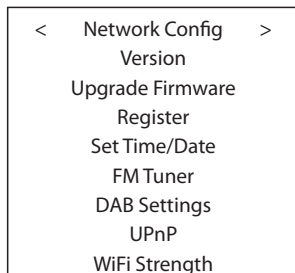 < Network Config >
Version
Upgrade Firmware
Register
Set Time/Date
FM Tuner
DAB Settings
UPnP
WiFi Strength